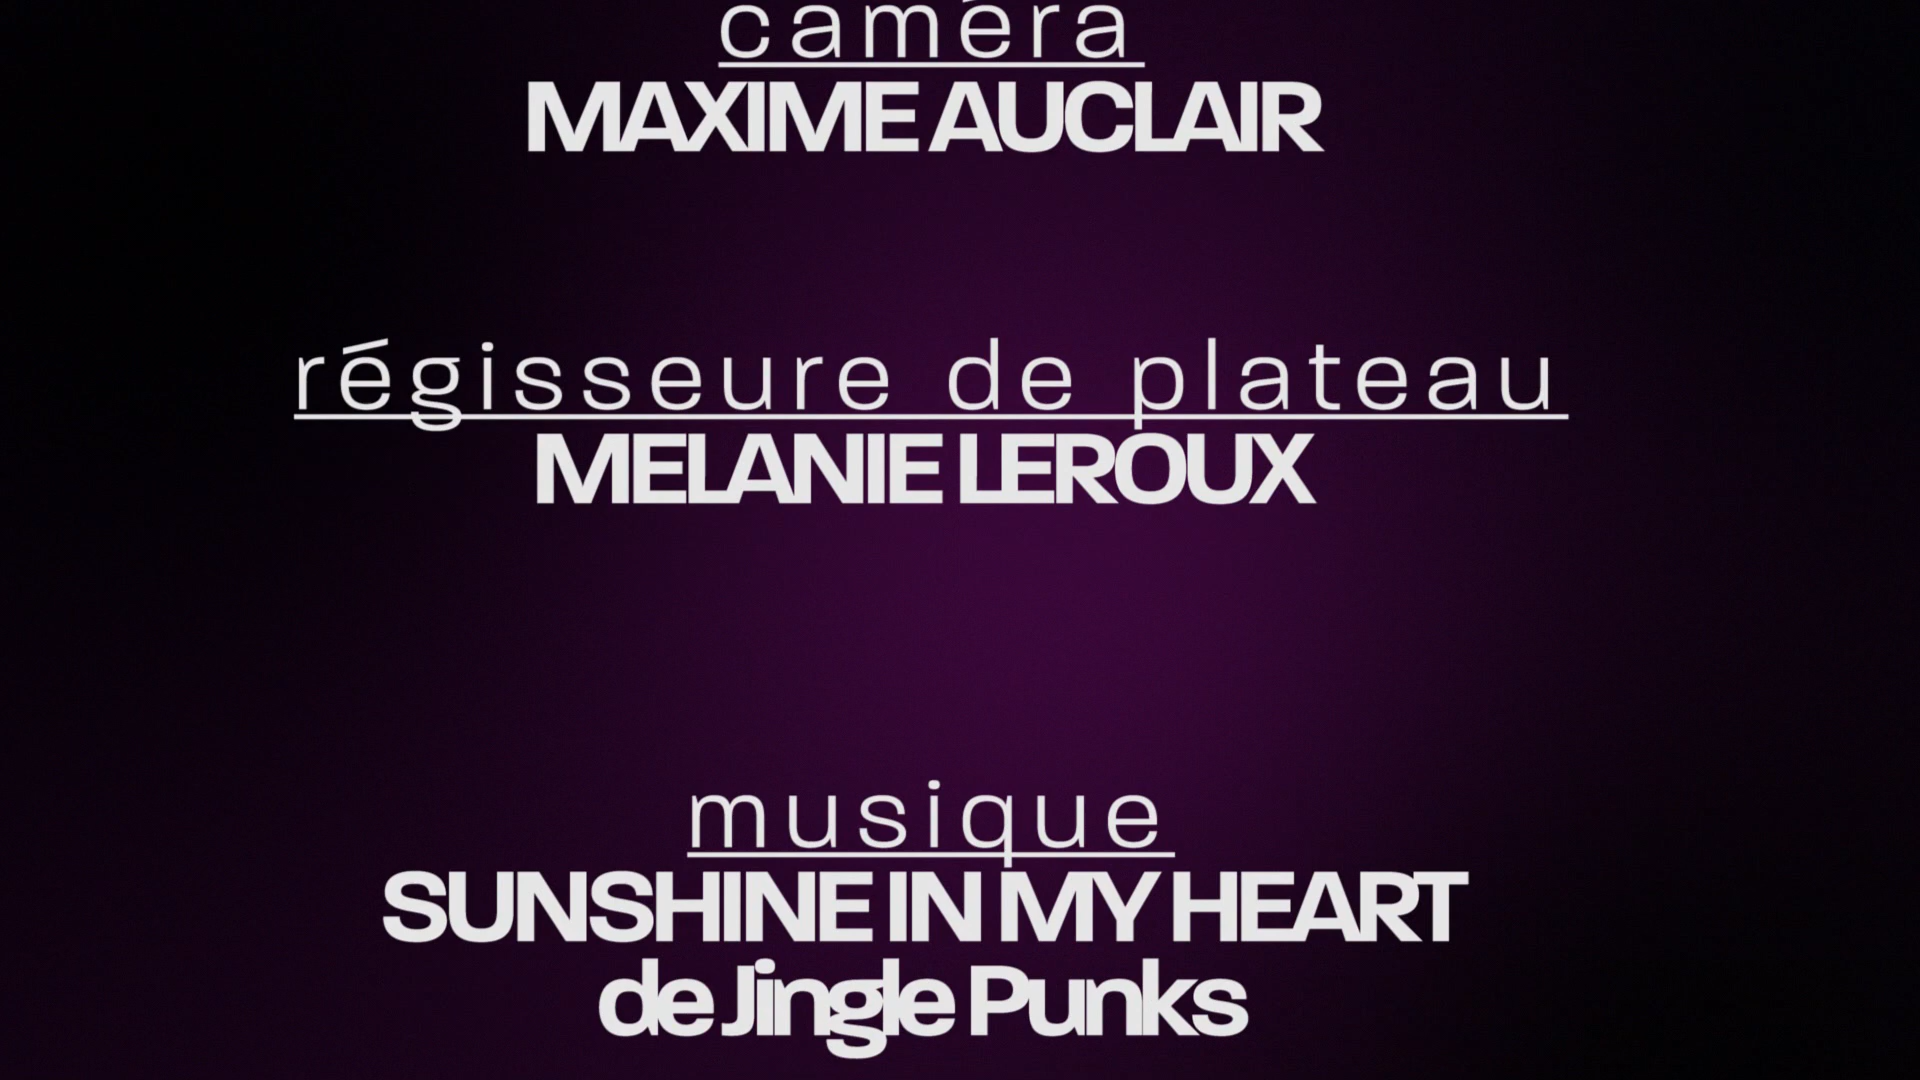 caméra
MAXIME AUCLAIR
régisseure de plateau
MELANIE LEROUX
musique
SUNSHINE IN MY HEART
de Jingle Punks